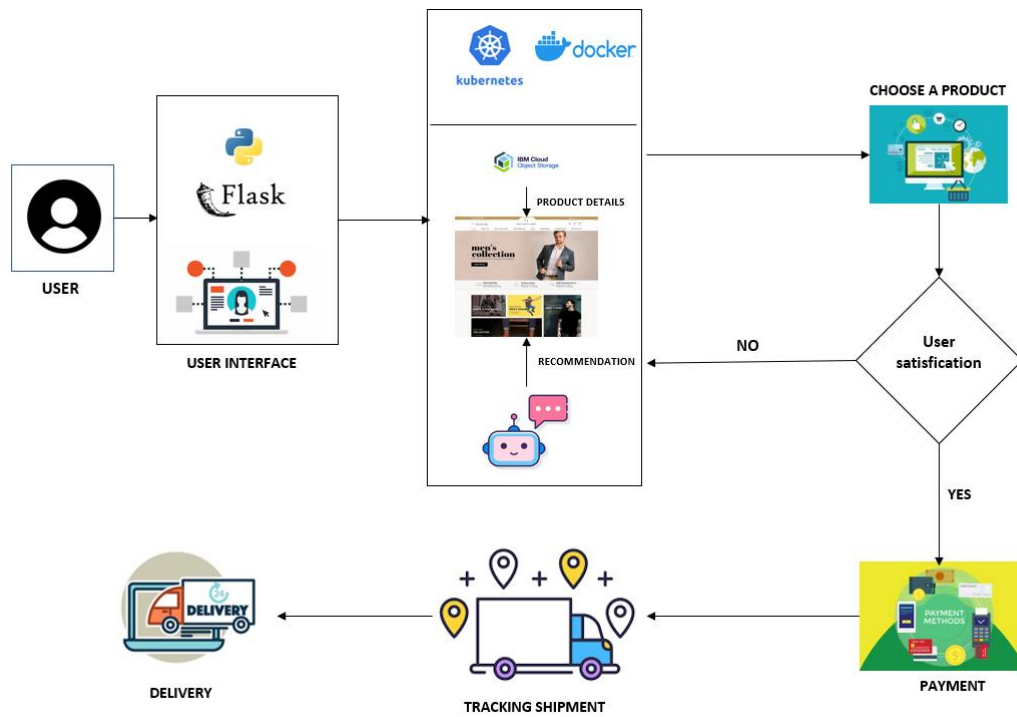 kubernetes
docker
CHOOSE A PRODUCT
IBM Cloud
Object Storage
Flask
PRODUCT DETAILS
men's
collection
USER
USER INTERFACE
RECOMMENDATION
NO
User
satisfication
YES
24
DELIVERY
PAYMENT
METHODS
DELIVERY
TRACKING SHIPMENT
PAYMENT